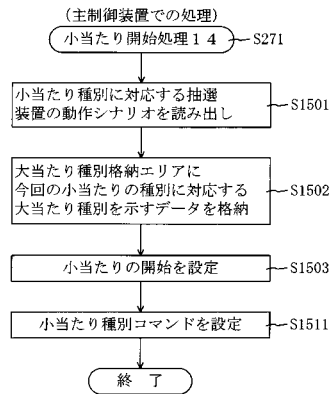 (主制御装置での処理)
小当たり開始処理14
S271
小当たり種別に対応する抽選
装置の動作シナリオを読み出し
S1501
大当たり種別格納エリアに
今回の小当たりの種別に対応する
大当たり種別を示すデータを格納
S1502
小当たりの開始を設定
S1503
小当たり種別コマンドを設定
S1511
終 了